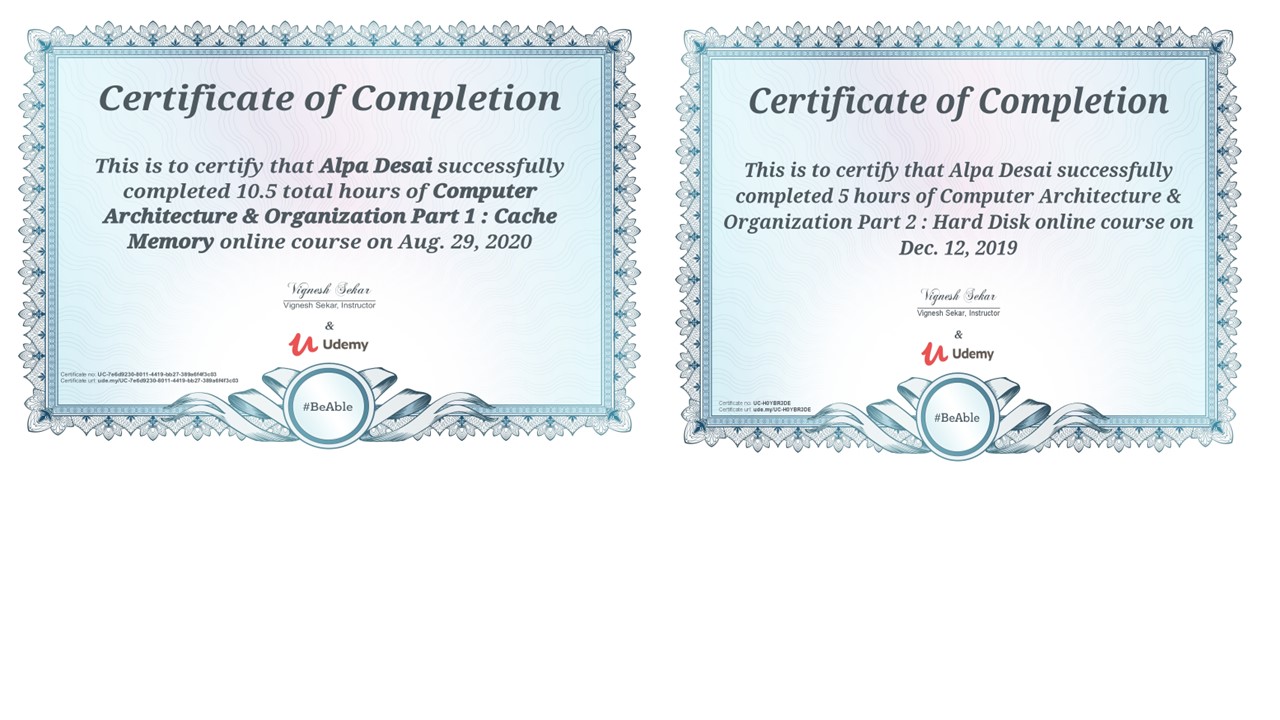 Certificate of Completion
This is to certify that Alpa Desai successfully
completed 10.5 total hours of Computer
Architecture & Organization Part 1 : Cache
Memory online course on Aug. 29, 2020
Vignesh Sekar
Vignesh Sekar, Instructor
&
Udemy
Certificate no: UC-7e6d9230-8011-4419-bb27-389a6f4f3c03
Certificate url: ude.my/UC-7e6d9230-8011-4419-bb27-389a6f4f3c03
#BeAble
Certificate of Completion
This is to certify that Alpa Desai successfully
completed 5 hours of Computer Architecture &
Organization Part 2 : Hard Disk online course on
Dec. 12, 2019
Vignesh Sekar
Vignesh Sekar, Instructor
&
Udemy
Certificate no: UC-H0YBR3DE
Certificate url: ude.my/UC-H0YBR3DE
#BeAble